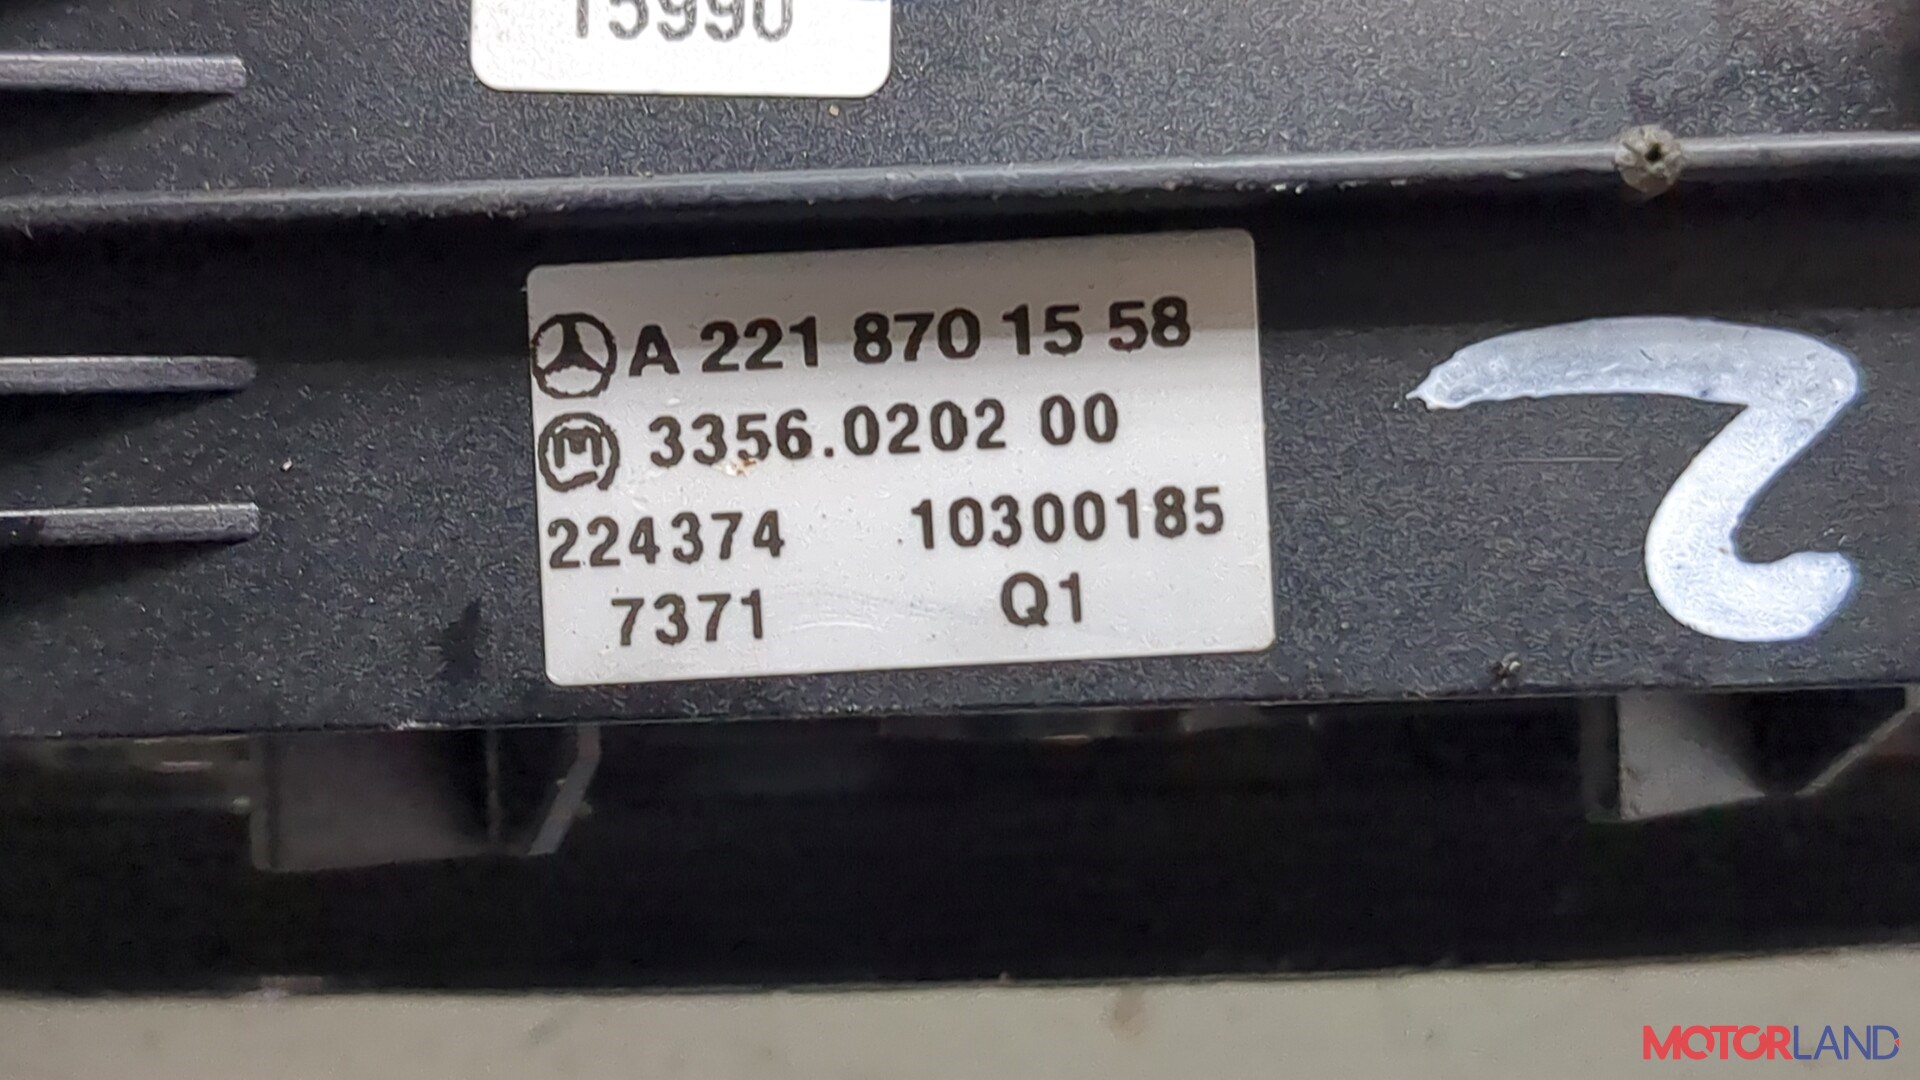 15990
A 221 870 15 58
M 3356.0202 00
224374 10300185
7371 Q1
2
MOTORLAND